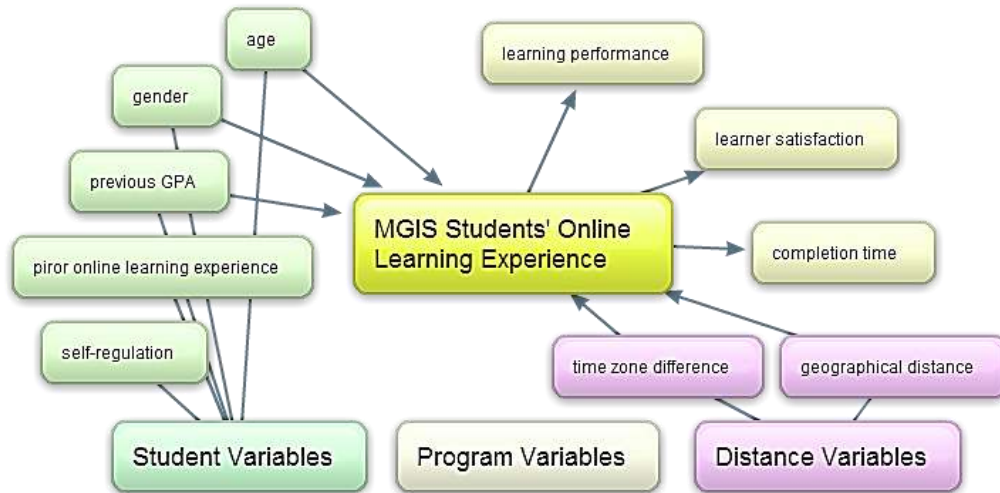 age
learning performance
gender
learner satisfaction
previous GPA
MGIS Students' Online
Learning Experience
piror online learning experience
completion time
self-regulation
time zone difference
geographical distance
Student Variables
Program Variables
Distance Variables